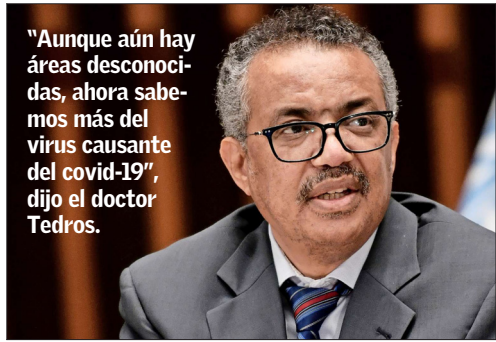 “Aunque aún hay
áreas desconoci-
das, ahora sabe-
mos más del
virus causante
del covid-19”,
dijo el doctor
Tedros.